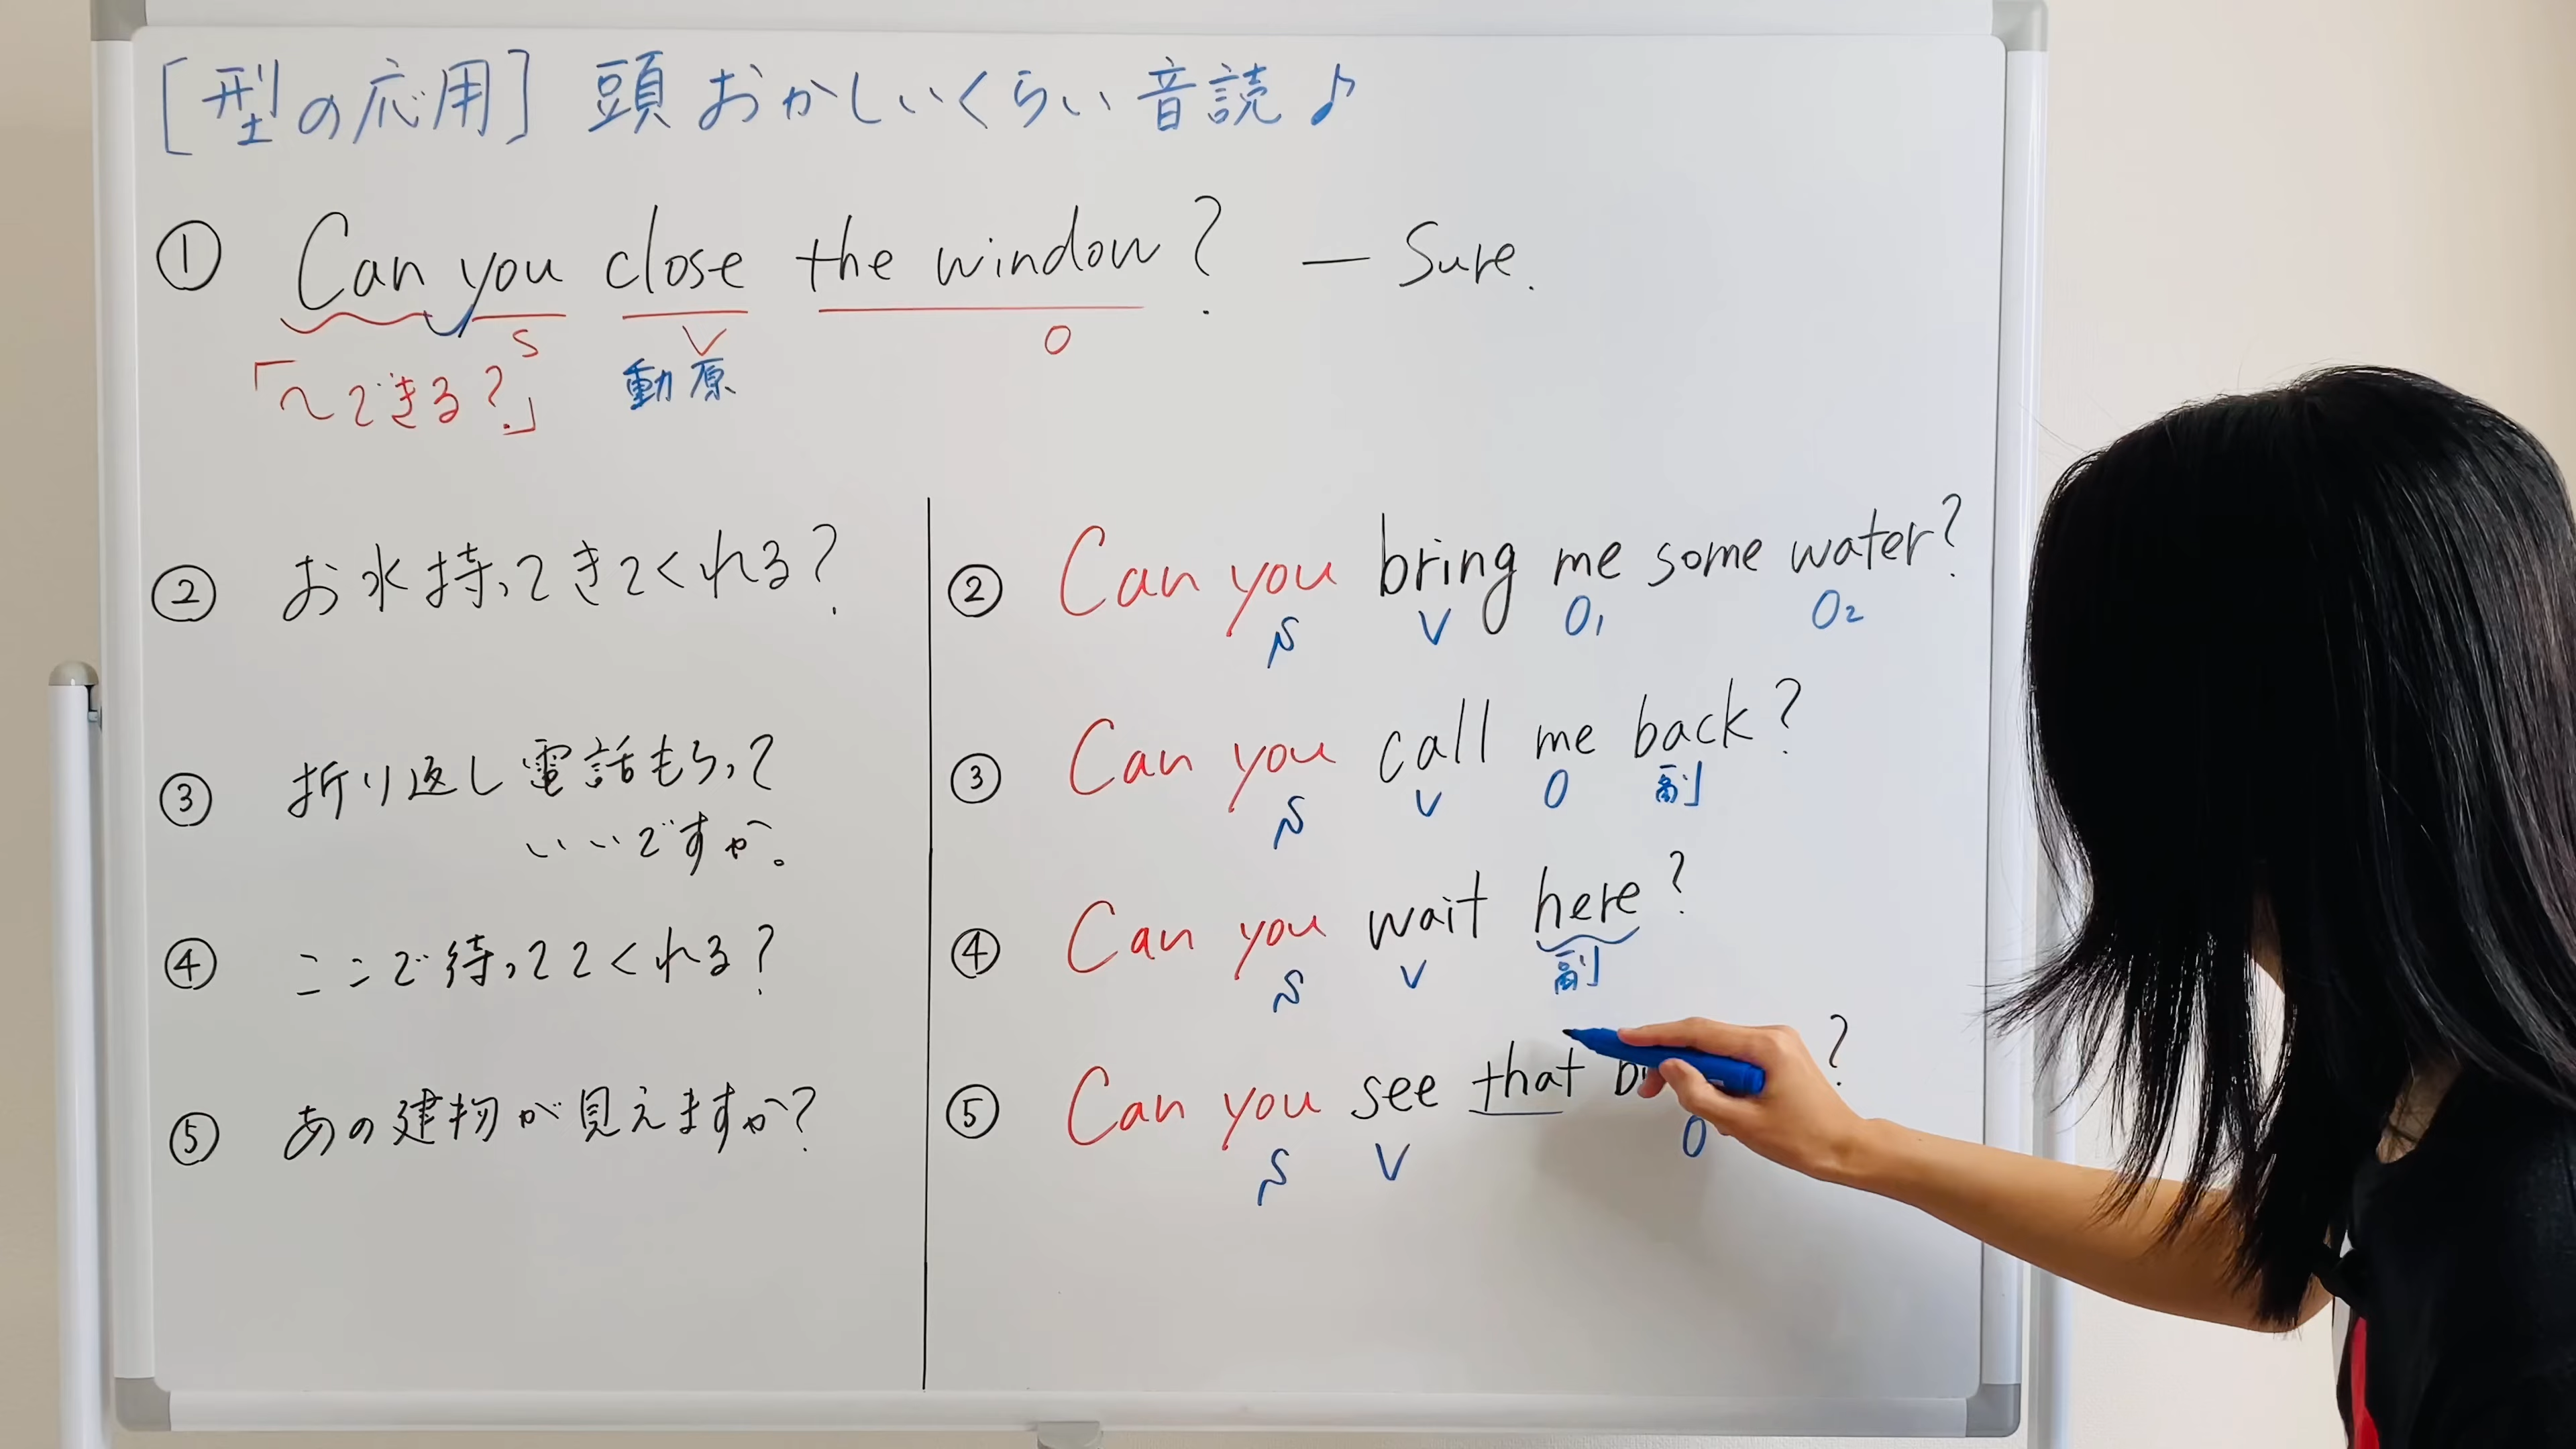 [型の応用] 頭おかしいくらい音読♪
① Can you close the window? — Sure.
S V O
「〜できる?」 動原
② お水持ってきてくれる?
③ 折り返し電話もらって
いいですか。
④ ここで待っててくれる?
⑤ あの建物が見えますか?
② Can you bring me some water?
S V O1 O2
③ Can you call me back?
S V O 副
④ Can you wait here?
S V 副
⑤ Can you see that ?
S V O